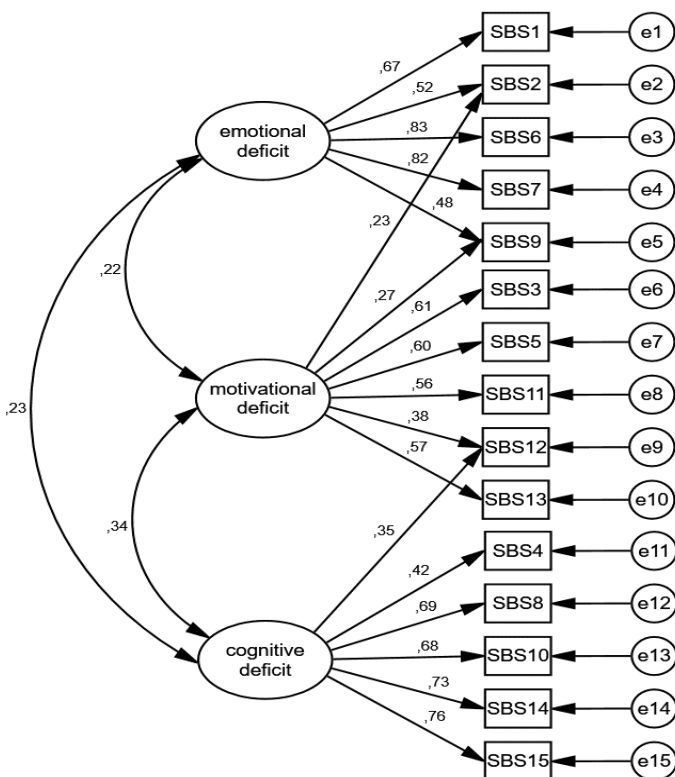 SBS1
e1
,67
SBS2
e2
,52
emotional
deficit
,83
SBS6
e3
,82
SBS7
e4
,48
,23
SBS9
e5
,22
,27
SBS3
e6
,61
SBS5
e7
,60
motivational
deficit
,56
SBS11
e8
,23
,38
SBS12
e9
,57
SBS13
e10
,34
,35
SBS4
e11
,42
SBS8
e12
,69
cognitive
deficit
,68
SBS10
e13
,73
SBS14
e14
,76
SBS15
e15